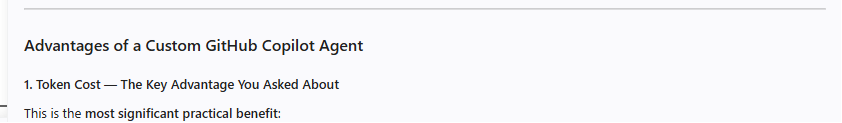 Advantages of a Custom GitHub Copilot Agent
1. Token Cost — The Key Advantage You Asked About
This is the most significant practical benefit: